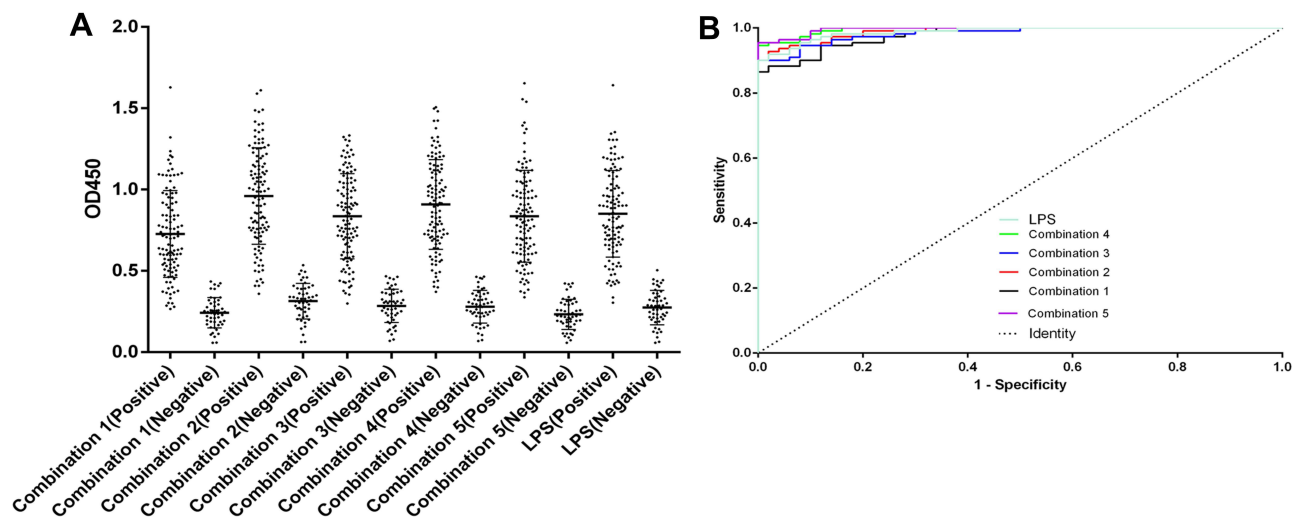 A
2.0
1.5
1.0
0.5
0.0
OD450
Combination 1(Positive)
Combination 1(Negative)
Combination 2(Positive)
Combination 2(Negative)
Combination 3(Positive)
Combination 3(Negative)
Combination 4(Positive)
Combination 4(Negative)
Combination 5(Positive)
Combination 5(Negative)
LPS(Positive)
LPS(Negative)
B
1.0
0.8
0.6
0.4
0.2
0.0
Sensitivity
LPS
Combination 4
Combination 3
Combination 2
Combination 1
Combination 5
Identity
0.0 0.2 0.4 0.6 0.8 1.0
1 - Specificity